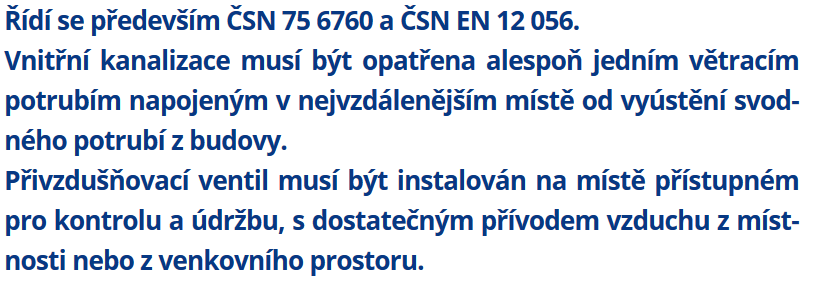 Řídí se především ČSN 75 6760 a ČSN EN 12 056.
Vnitřní kanalizace musí být opatřena alespoň jedním větracím
potrubím napojeným v nejvzdálenějším místě od vyústění svod-
ného potrubí z budovy.
Přivzdušňovací ventil musí být instalován na místě přístupném
pro kontrolu a údržbu, s dostatečným přívodem vzduchu z míst-
nosti nebo z venkovního prostoru.